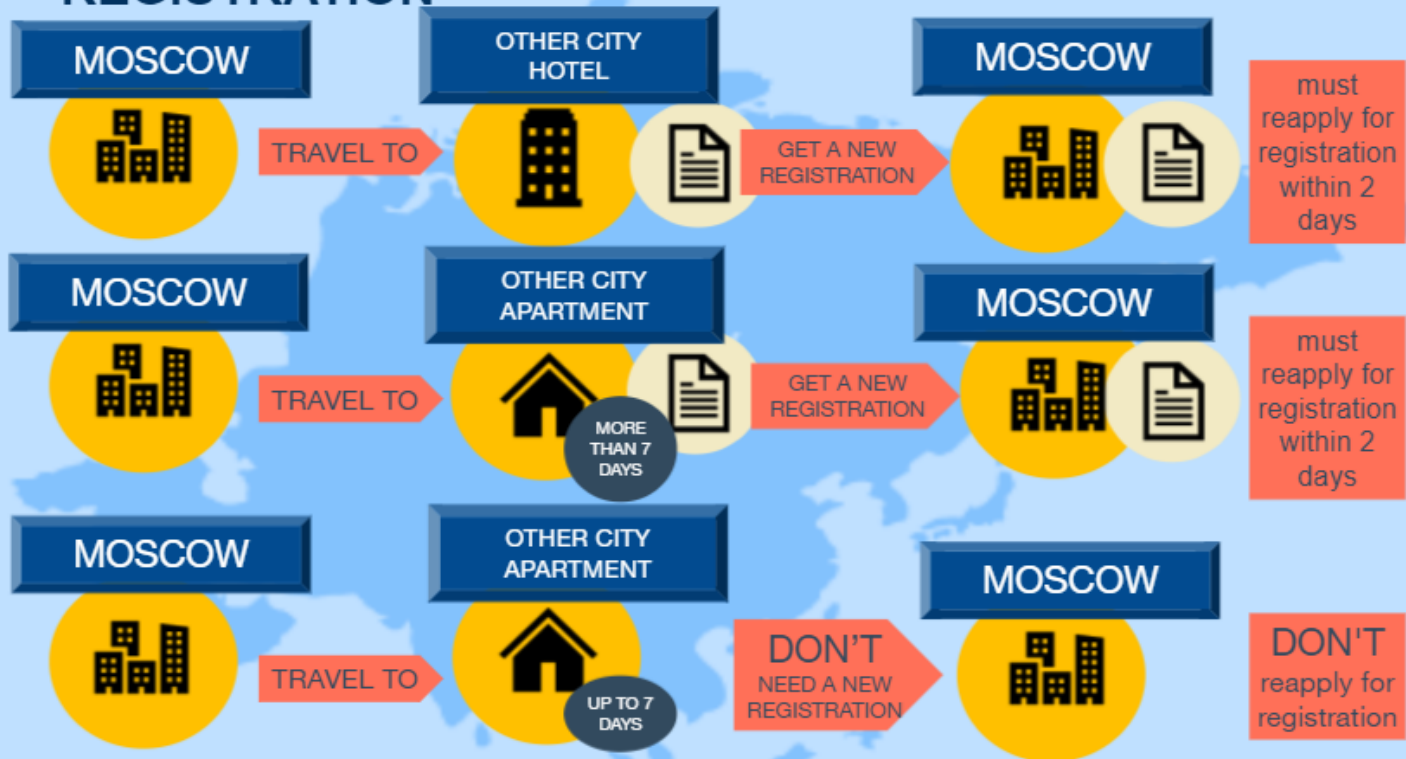 REGISTRATION
MOSCOW
TRAVEL TO
OTHER CITY
HOTEL
GET A NEW
REGISTRATION
MOSCOW
must
reapply for
registration
within 2
days
MOSCOW
TRAVEL TO
OTHER CITY
APARTMENT
MORE
THAN 7
DAYS
GET A NEW
REGISTRATION
MOSCOW
must
reapply for
registration
within 2
days
MOSCOW
TRAVEL TO
OTHER CITY
APARTMENT
UP TO 7
DAYS
DON'T
NEED A NEW
REGISTRATION
MOSCOW
DON'T
reapply for
registration